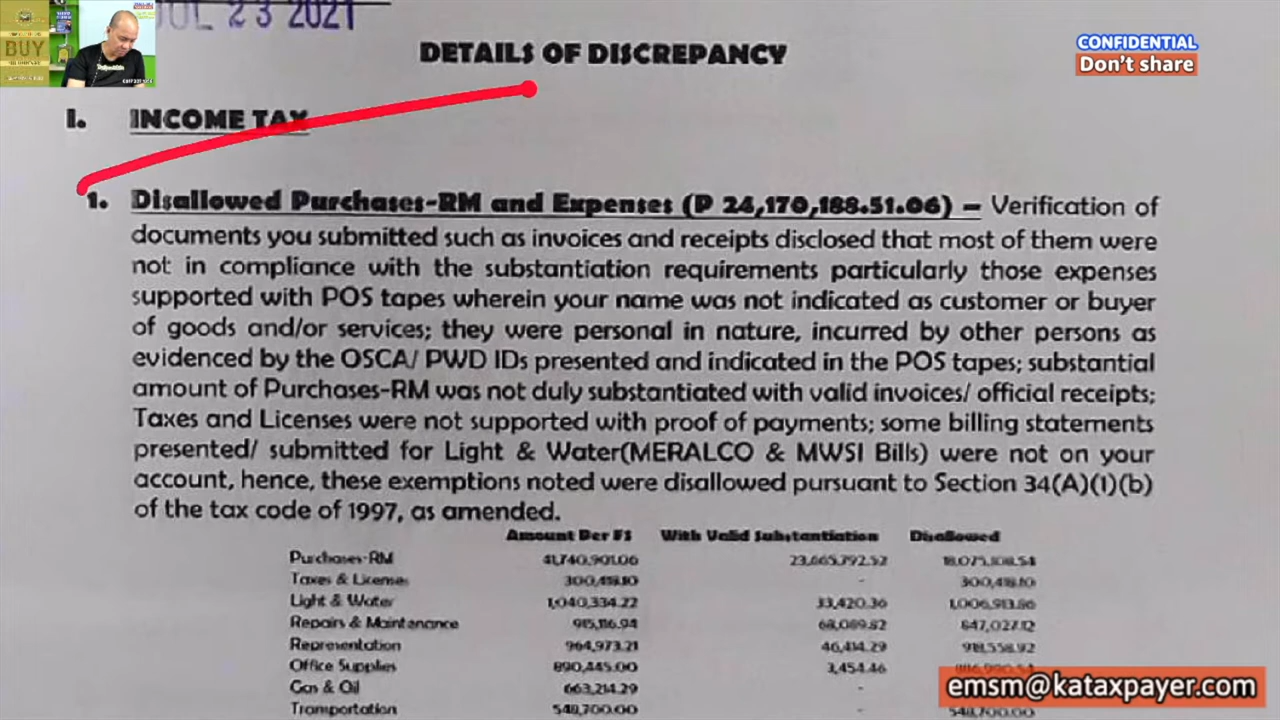 JUL 23 2021
BUY
CONFIDENTIAL
Don't share
DETAILS OF DISCREPANCY
I. INCOME TAX
1. Disallowed Purchases-RM and Expenses (P 24,170,188.51.06) – Verification of
documents you submitted such as invoices and receipts disclosed that most of them were
not in compliance with the substantiation requirements particularly those expenses
supported with POS tapes wherein your name was not indicated as customer or buyer
of goods and/or services; they were personal in nature, incurred by other persons as
evidenced by the OSCA/ PWD IDs presented and indicated in the POS tapes; substantial
amount of Purchases-RM was not duly substantiated with valid invoices/ official receipts;
Taxes and Licenses were not supported with proof of payments; some billing statements
presented/ submitted for Light & Water(MERALCO & MWSI Bills) were not on your
account, hence, these exemptions noted were disallowed pursuant to Section 34(A)(1)(b)
of the tax code of 1997, as amended.
Amount Per FS With Valid Substantiation Disallowed
Purchases-RM 41,740,901.06 23,665,792.52 18,075,108.54
Taxes & Licenses 300,418.10 - 300,418.10
Light & Water 1,040,334.22 33,420.36 1,006,913.86
Repairs & Maintenance 915,116.94 68,089.82 847,027.12
Representation 964,973.21 46,414.29 918,558.92
Office Supplies 890,445.00 3,454.46
Gas & Oil 663,214.29 -
Transportation 548,700.00 - 548,700.00
emsm@kataxpayer.com